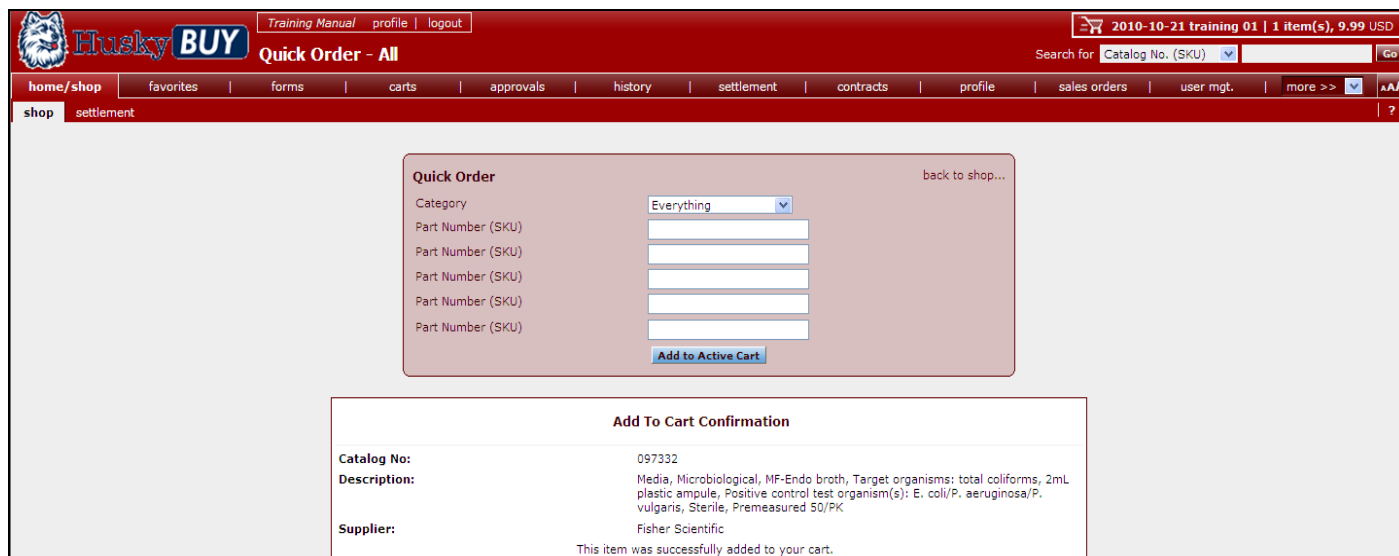 Husky BUY
Training Manual profile | logout
2010-10-21 training 01 | 1 item(s), 9.99 USD
Quick Order - All
Search for Catalog No. (SKU) Go
home/shop favorites | forms | carts | approvals | history | settlement | contracts | profile | sales orders | user mgt. | more >> AAA
shop settlement | ?
Quick Order back to shop...
Category Everything
Part Number (SKU)
Part Number (SKU)
Part Number (SKU)
Part Number (SKU)
Part Number (SKU)
Add to Active Cart
Add To Cart Confirmation
Catalog No: 097332
Description: Media, Microbiological, MF-Endo broth, Target organisms: total coliforms, 2mL
plastic ampule, Positive control test organism(s): E. coli/P. aeruginosa/P.
vulgaris, Sterile, Premeasured 50/PK
Supplier: Fisher Scientific
This item was successfully added to your cart.